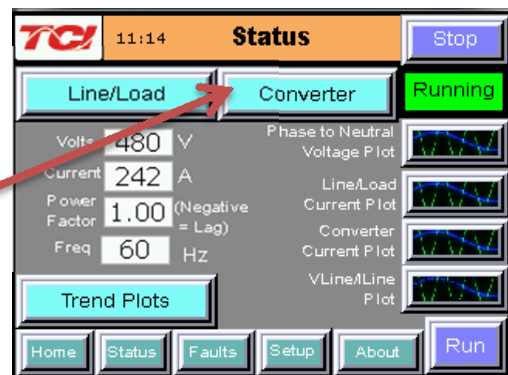 TCI 11:14 Status Stop
Line/Load Converter Running
Volts 480 V
Current 242 A
Power Factor 1.00 (Negative = Lag)
Freq 60 Hz
Phase to Neutral
Voltage Plot
Line/Load
Current Plot
Converter
Current Plot
VLine/ILine
Plot
Trend Plots
Home Status Faults Setup About Run